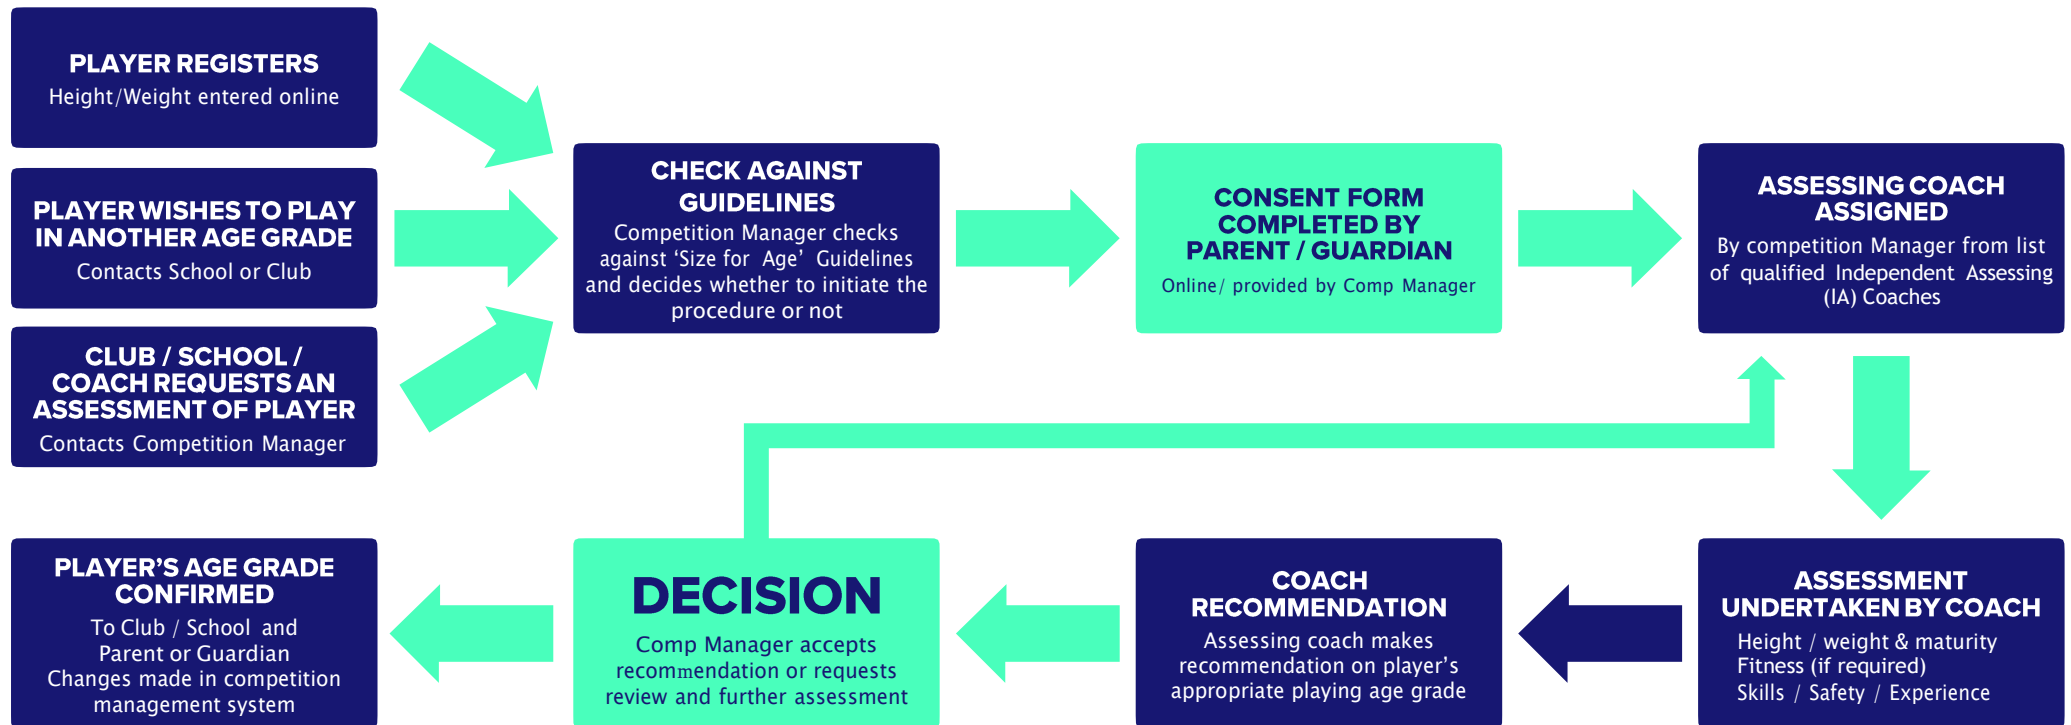 PLAYER REGISTERS
Height/Weight entered online
PLAYER WISHES TO PLAY
IN ANOTHER AGE GRADE
Contacts School or Club
CLUB / SCHOOL /
COACH REQUESTS AN
ASSESSMENT OF PLAYER
Contacts Competition Manager
CHECK AGAINST
GUIDELINES
Competition Manager checks
against ‘Size for Age’ Guidelines
and decides whether to initiate the
procedure or not
CONSENT FORM
COMPLETED BY
PARENT / GUARDIAN
Online/ provided by Comp Manager
ASSESSING COACH
ASSIGNED
By competition Manager from list
of qualified Independent Assessing
(IA) Coaches
ASSESSMENT
UNDERTAKEN BY COACH
Height / weight & maturity
Fitness (if required)
Skills / Safety / Experience
COACH
RECOMMENDATION
Assessing coach makes
recommendation on player’s
appropriate playing age grade
DECISION
Comp Manager accepts
recommendation or requests
review and further assessment
PLAYER’S AGE GRADE
CONFIRMED
To Club / School and
Parent or Guardian
Changes made in competition
management system